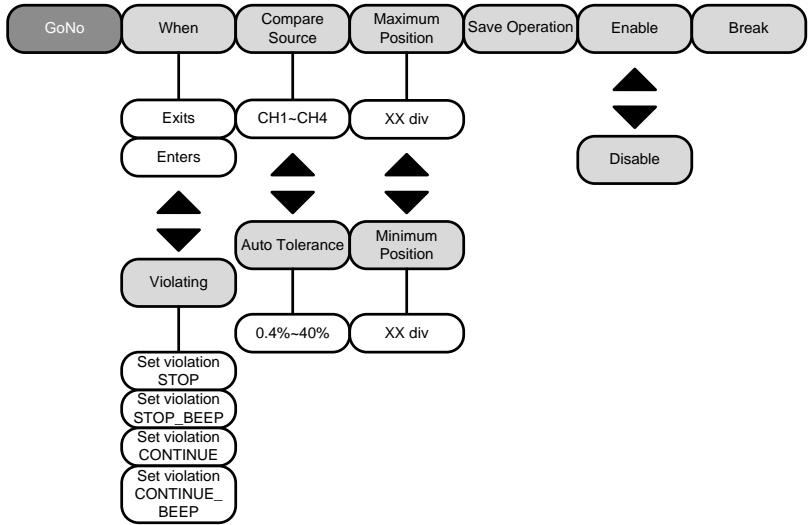 GoNo
When
Compare
Source
Maximum
Position
Save Operation
Enable
Break
Exits
Enters
CH1~CH4
XX div
Disable
Violating
Auto Tolerance
Minimum
Position
0.4%~40%
XX div
Set violation
STOP
Set violation
STOP_BEEP
Set violation
CONTINUE
Set violation
CONTINUE_
BEEP